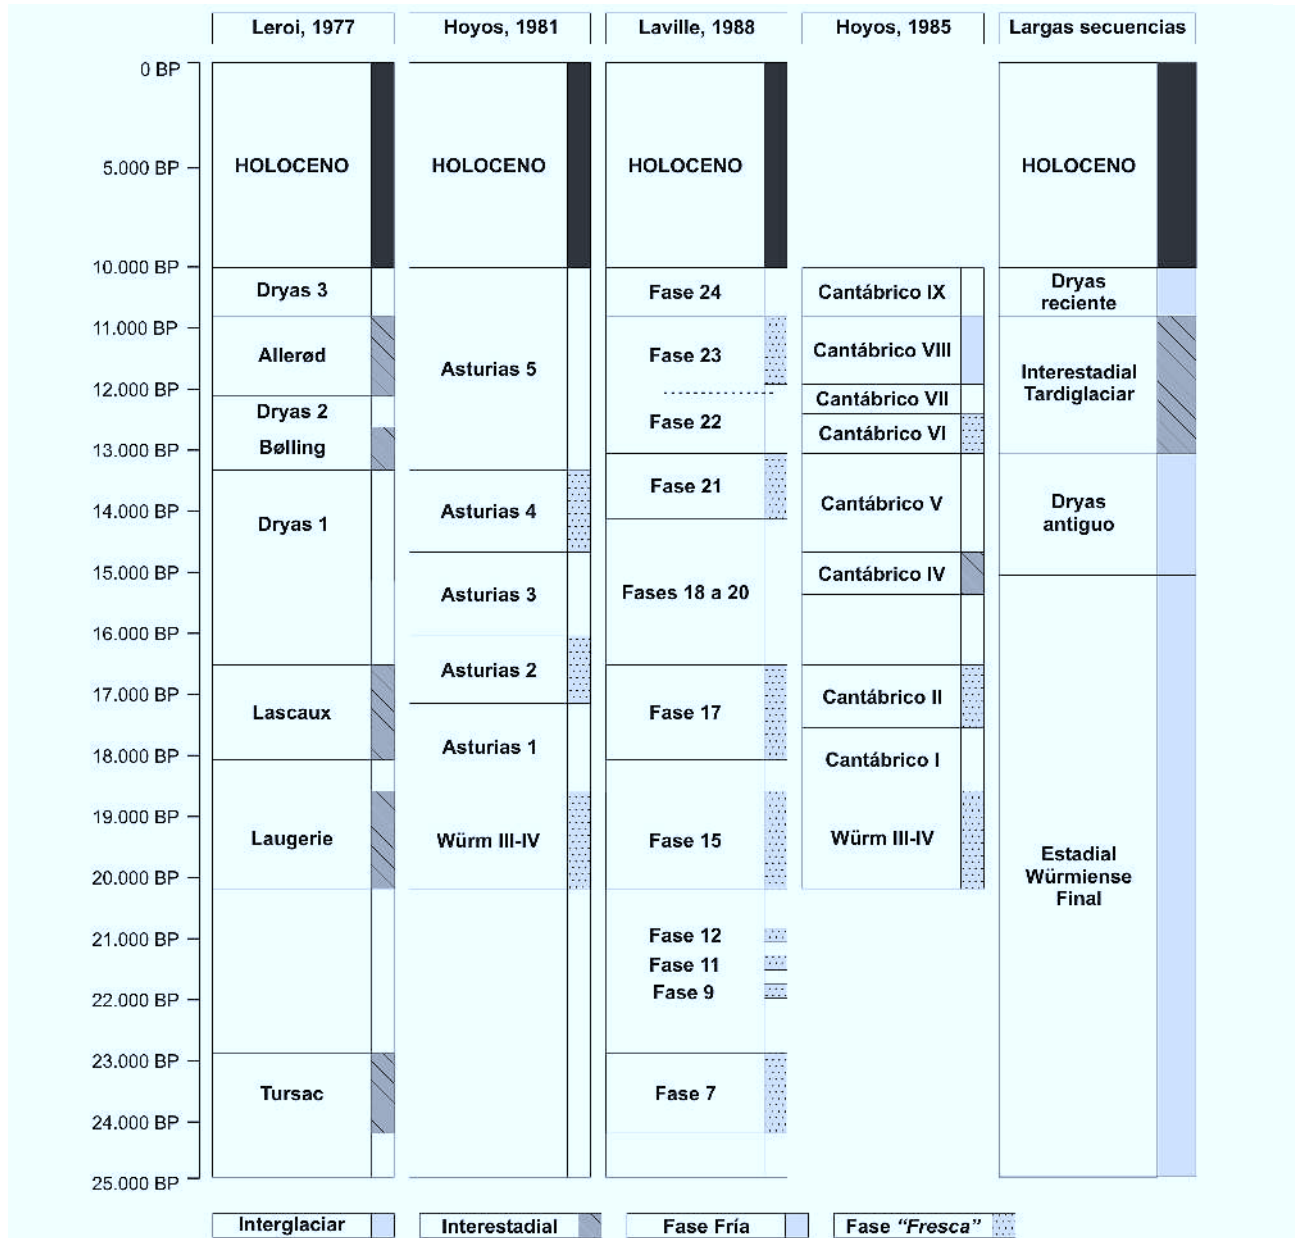 Leroi, 1977
Hoyos, 1981
Laville, 1988
Hoyos, 1985
Largas secuencias
0 BP
5.000 BP
10.000 BP
11.000 BP
12.000 BP
13.000 BP
14.000 BP
15.000 BP
16.000 BP
17.000 BP
18.000 BP
19.000 BP
20.000 BP
21.000 BP
22.000 BP
23.000 BP
24.000 BP
25.000 BP
HOLOCENO
Dryas 3
Allerød
Dryas 2
Bølling
Dryas 1
Lascaux
Laugerie
Tursac
HOLOCENO
Asturias 5
Asturias 4
Asturias 3
Asturias 2
Asturias 1
Würm III-IV
HOLOCENO
Fase 24
Fase 23
Fase 22
Fase 21
Fases 18 a 20
Fase 17
Fase 15
Fase 12
Fase 11
Fase 9
Fase 7
Cantábrico IX
Cantábrico VIII
Cantábrico VII
Cantábrico VI
Cantábrico V
Cantábrico IV
Cantábrico II
Cantábrico I
Würm III-IV
HOLOCENO
Dryas
reciente
Interestadial
Tardiglaciar
Dryas
antiguo
Estadial
Würmiense
Final
Interglaciar
Interestadial
Fase Fría
Fase "Fresca"